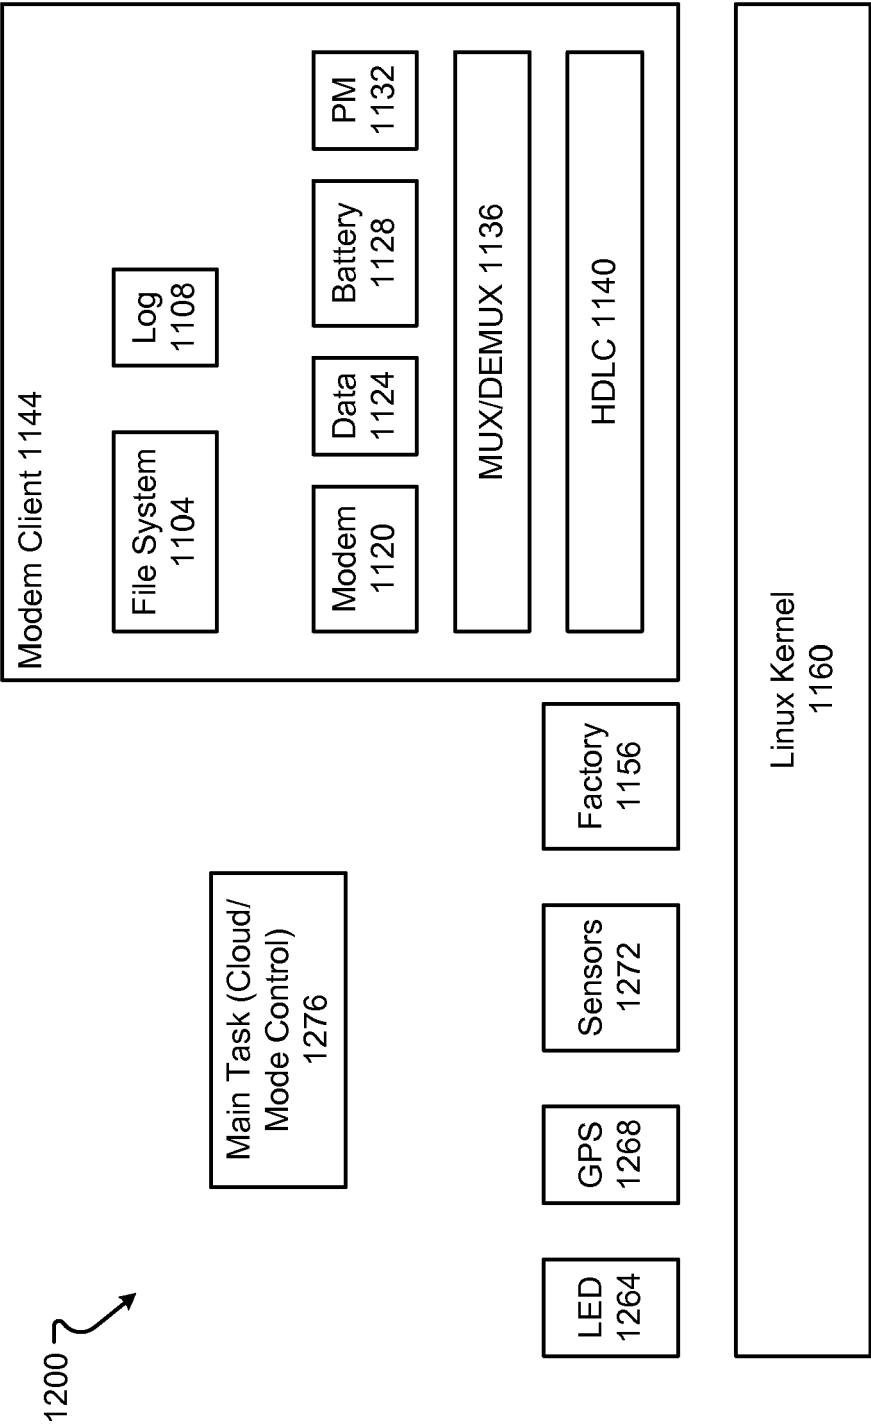 1200
Main Task (Cloud/
Mode Control)
1276
LED
1264
GPS
1268
Sensors
1272
Factory
1156
Modem Client 1144
File System
1104
Log
1108
Modem
1120
Data
1124
Battery
1128
PM
1132
MUX/DEMUX 1136
HDLC 1140
Linux Kernel
1160